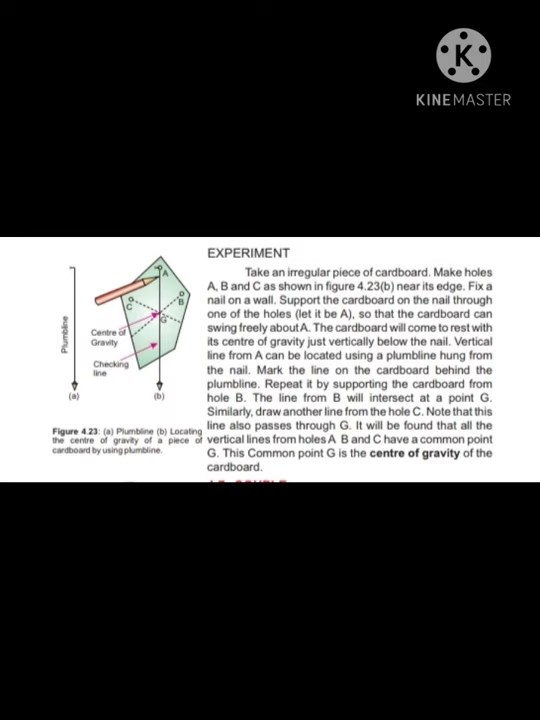 K
KINEMASTER
EXPERIMENT
Take an irregular piece of cardboard. Make holes
A, B and C as shown in figure 4.23(b) near its edge. Fix a
nail on a wall. Support the cardboard on the nail through
one of the holes (let it be A), so that the cardboard can
swing freely about A. The cardboard will come to rest with
its centre of gravity just vertically below the nail. Vertical
line from A can be located using a plumbline hung from
the nail. Mark the line on the cardboard behind the
plumbline. Repeat it by supporting the cardboard from
hole B. The line from B will intersect at a point G.
Similarly, draw another line from the hole C. Note that this
line also passes through G. It will be found that all the
vertical lines from holes A B and C have a common point
G. This Common point G is the centre of gravity of the
cardboard.
Plumbline
A
B
C
G
Centre of
Gravity
Checking
line
(a)
(b)
Figure 4.23: (a) Plumbline (b) Locating
the centre of gravity of a piece of
cardboard by using plumbline.